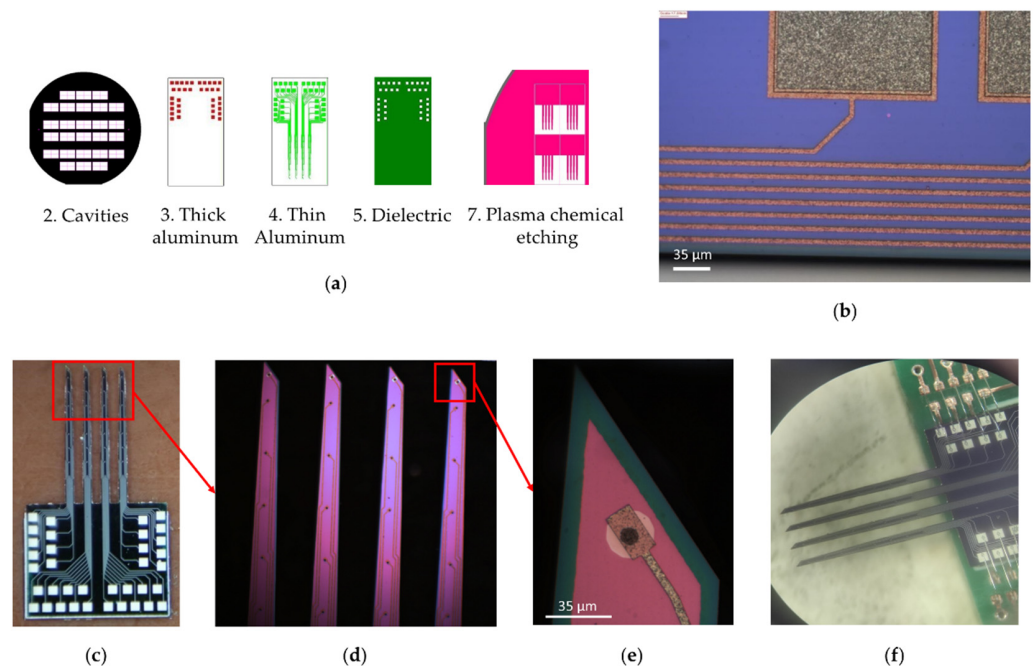 2. Cavities
3. Thick
aluminum
4. Thin
Aluminum
5. Dielectric
7. Plasma chemical
etching
(a)
35 µm
(b)
35 µm
(c)
(d)
(e)
(f)